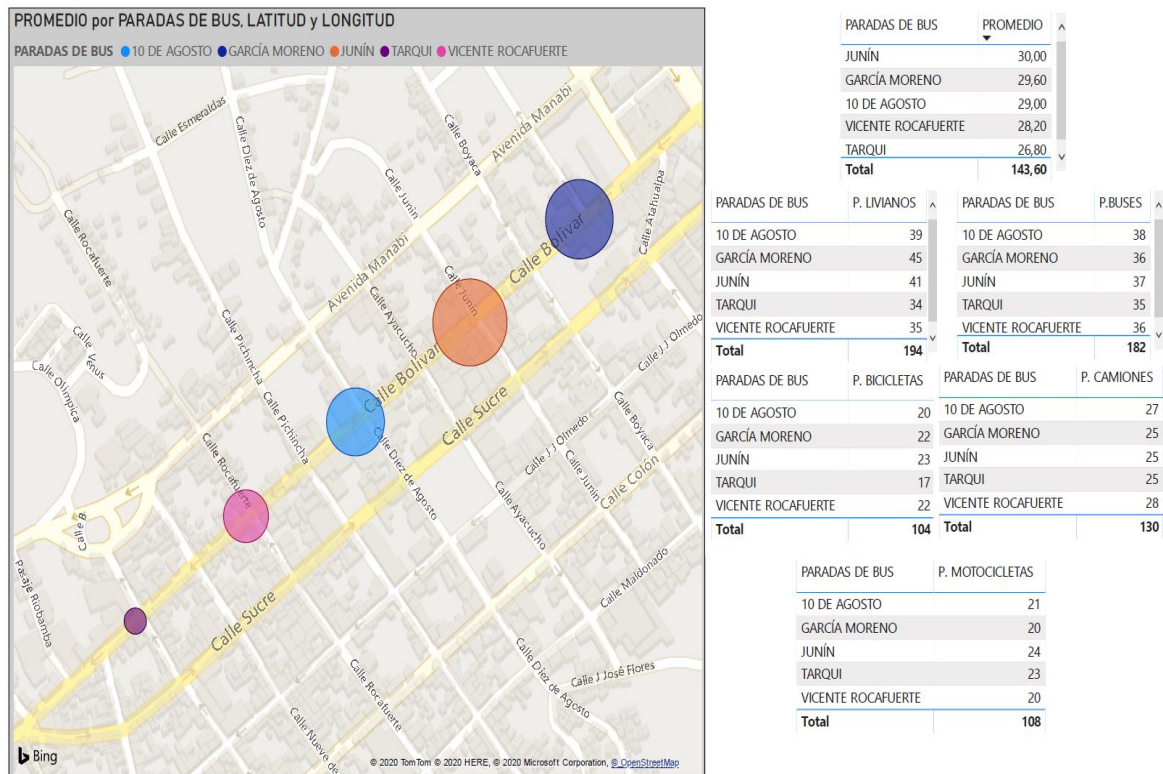 PROMEDIO por PARADAS DE BUS, LATITUD y LONGITUD
PARADAS DE BUS 10 DE AGOSTO GARCÍA MORENO JUNÍN TARQUI VICENTE ROCAFUERTE
Calle Esmeraldas
Calle Diez de Agosto
Avenida Manabí
Calle Boyaca
Calle Junin
Calle Atahualpa
Calle Rocafuerte
Calle Bolivar
Avenida Manabí
Calle Junin
Calle Ayacucho
Calle Pichincha
Calle Venus
Calle Olímpica
Calle Bolivar
Calle J J Olmedo
Calle Sucre
Calle Pichincha
Calle Boyaca
Calle Rocafuerte
Calle Diez de Agosto
Calle J J Olmedo
Calle Junin
Calle Colón
Calle Ayacucho
Pasaje Riobamba
Calle Maldonado
Calle Sucre
Calle Rocafuerte
Calle Diez de Agosto
Calle J José Flores
Calle Nueve de
Bing
© 2020 TomTom © 2020 HERE, © 2020 Microsoft Corporation, © OpenStreetMap
PARADAS DE BUS PROMEDIO
JUNÍN 30,00
GARCÍA MORENO 29,60
10 DE AGOSTO 29,00
VICENTE ROCAFUERTE 28,20
TARQUI 26,80
Total 143,60
PARADAS DE BUS P. LIVIANOS
10 DE AGOSTO 39
GARCÍA MORENO 45
JUNÍN 41
TARQUI 34
VICENTE ROCAFUERTE 35
Total 194
PARADAS DE BUS P.BUSES
10 DE AGOSTO 38
GARCÍA MORENO 36
JUNÍN 37
TARQUI 35
VICENTE ROCAFUERTE 36
Total 182
PARADAS DE BUS P. BICICLETAS
10 DE AGOSTO 20
GARCÍA MORENO 22
JUNÍN 23
TARQUI 17
VICENTE ROCAFUERTE 22
Total 104
PARADAS DE BUS P. CAMIONES
10 DE AGOSTO 27
GARCÍA MORENO 25
JUNÍN 25
TARQUI 25
VICENTE ROCAFUERTE 28
Total 130
PARADAS DE BUS P. MOTOCICLETAS
10 DE AGOSTO 21
GARCÍA MORENO 20
JUNÍN 24
TARQUI 23
VICENTE ROCAFUERTE 20
Total 108